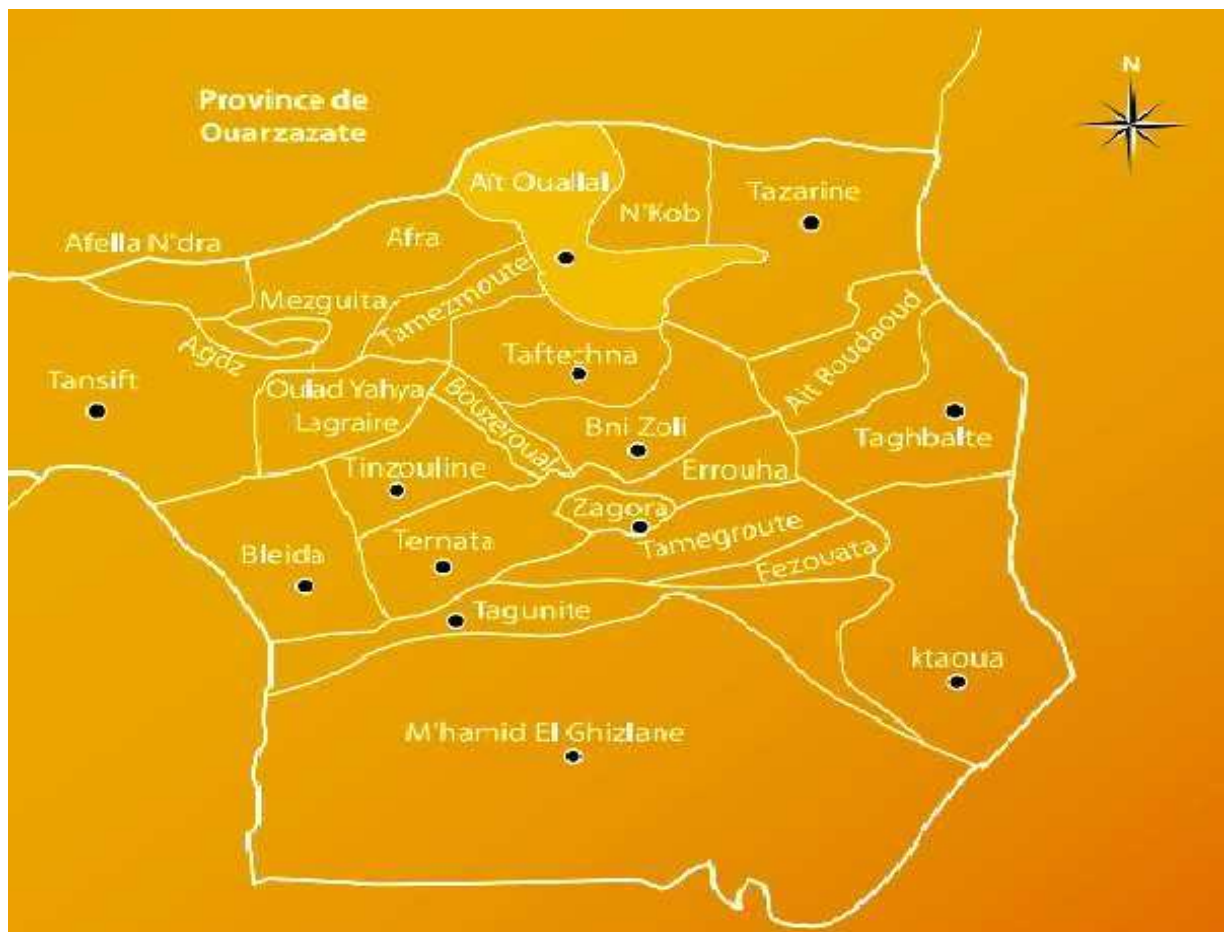 N
Province de
Ouarzazate
Aït Ouallal
N'Kob
Tazarine
Afella N'dra
Afra
Mezguita
Tamezmoute
Agdz
Taftechna
Aït Boudaoud
Tansift
Oulad Yahya
Lagraire
Bouzeroual
Bni Zoli
Taghbalte
Tinzouline
Errouha
Zagora
Bleida
Ternata
Tamegroute
Fezouata
Tagunite
ktaoua
M'hamid El Ghizlane